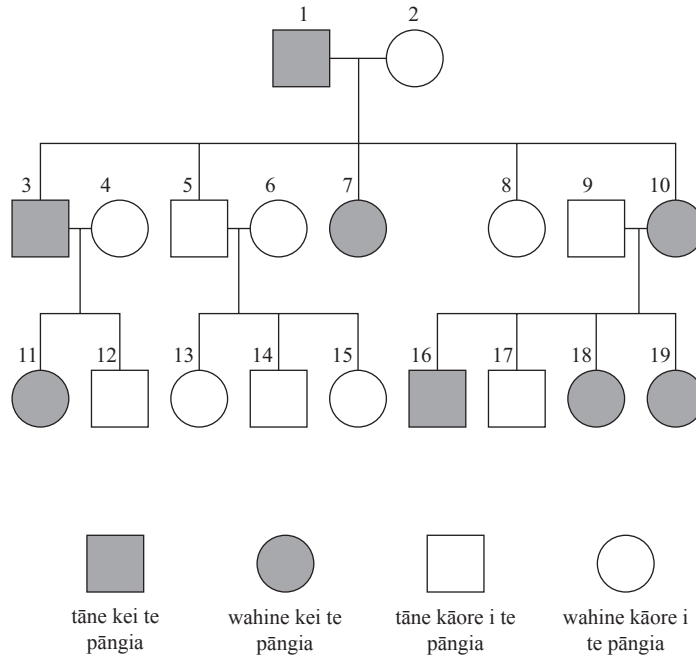 1 2
3 4 5 6 7 8 9 10
11 12 13 14 15 16 17 18 19
tāne kei te
pāngia
wahine kei te
pāngia
tāne kāore i te
pāngia
wahine kāore i
te pāngia